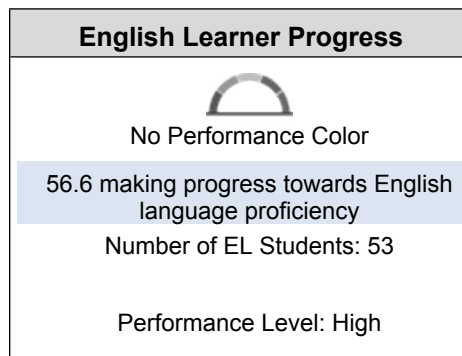 English Learner Progress
No Performance Color
56.6 making progress towards English
language proficiency
Number of EL Students: 53
Performance Level: High